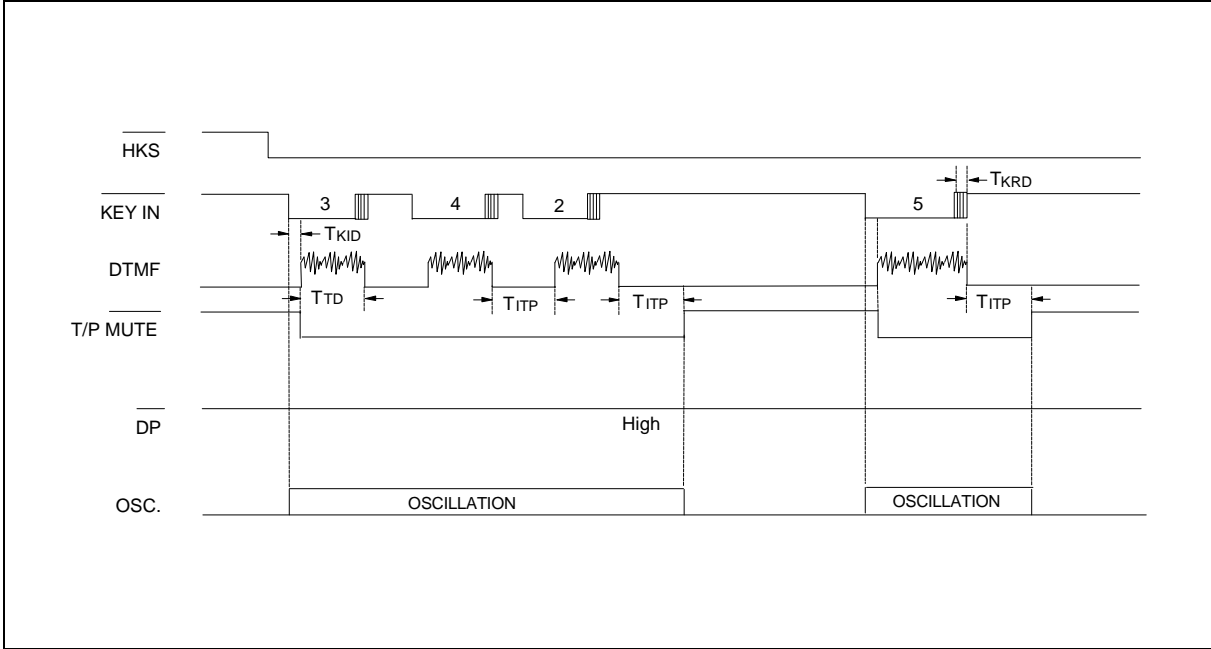 HKS
TKRD
KEY IN 3 4 2 5
TKID
DTMF
TTD TITP TITP TITP
T/P MUTE
DP High
OSC. OSCILLATION OSCILLATION